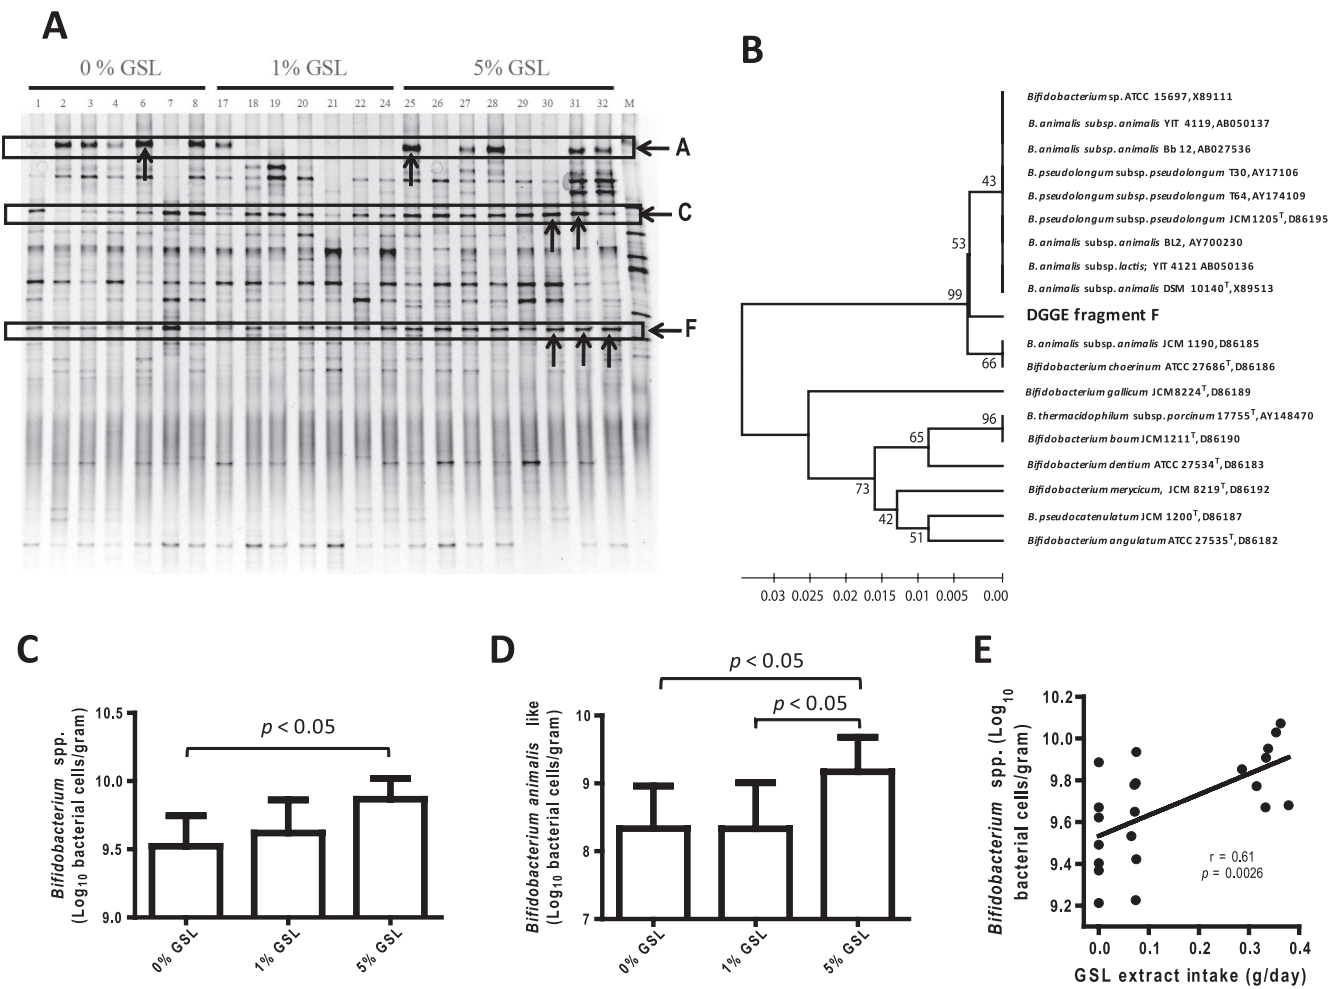 A
0 % GSL
1% GSL
5% GSL
1 2 3 4 6 7 8 17 18 19 20 21 22 24 25 26 27 28 29 30 31 32 M
A
C
F
B
Bifidobacterium sp. ATCC 15697, X89111
B. animalis subsp. animalis YIT 4119, AB050137
B. animalis subsp. animalis Bb 12, AB027536
B. pseudolongum subsp. pseudolongum T30, AY17106
B. pseudolongum subsp. pseudolongum T64, AY174109
B. pseudolongum subsp. pseudolongum JCM1205T, D86195
B. animalis subsp. animalis BL2, AY700230
B. animalis subsp. lactis; YIT 4121 AB050136
B. animalis subsp. animalis DSM 10140T, X89513
DGGE fragment F
B. animalis subsp. animalis JCM 1190, D86185
Bifidobacterium choerinum ATCC 27686T, D86186
Bifidobacterium gallicum JCM8224T, D86189
B. thermacidophilum subsp. porcinum 17755T, AY148470
Bifidobacterium boum JCM1211T, D86190
Bifidobacterium dentium ATCC 27534T, D86183
Bifidobacterium merycicum, JCM 8219T, D86192
B. pseudocatenulatum JCM 1200T, D86187
Bifidobacterium angulatum ATCC 27535T, D86182
43
53
99
66
96
65
73
42
51
0.03 0.025 0.02 0.015 0.01 0.005 0.00
C
Bifidobacterium spp.
(Log10 bacterial cells/gram)
10.5
10.0
9.5
9.0
p < 0.05
0% GSL
1% GSL
5% GSL
D
Bifidobacterium animalis like
(Log10 bacterial cells/gram)
10
9
8
7
p < 0.05
p < 0.05
0% GSL
1% GSL
5% GSL
E
Bifidobacterium spp. (Log10
bacterial cells/gram)
10.2
10.0
9.8
9.6
9.4
9.2
r = 0.61
p = 0.0026
0.0 0.1 0.2 0.3 0.4
GSL extract intake (g/day)